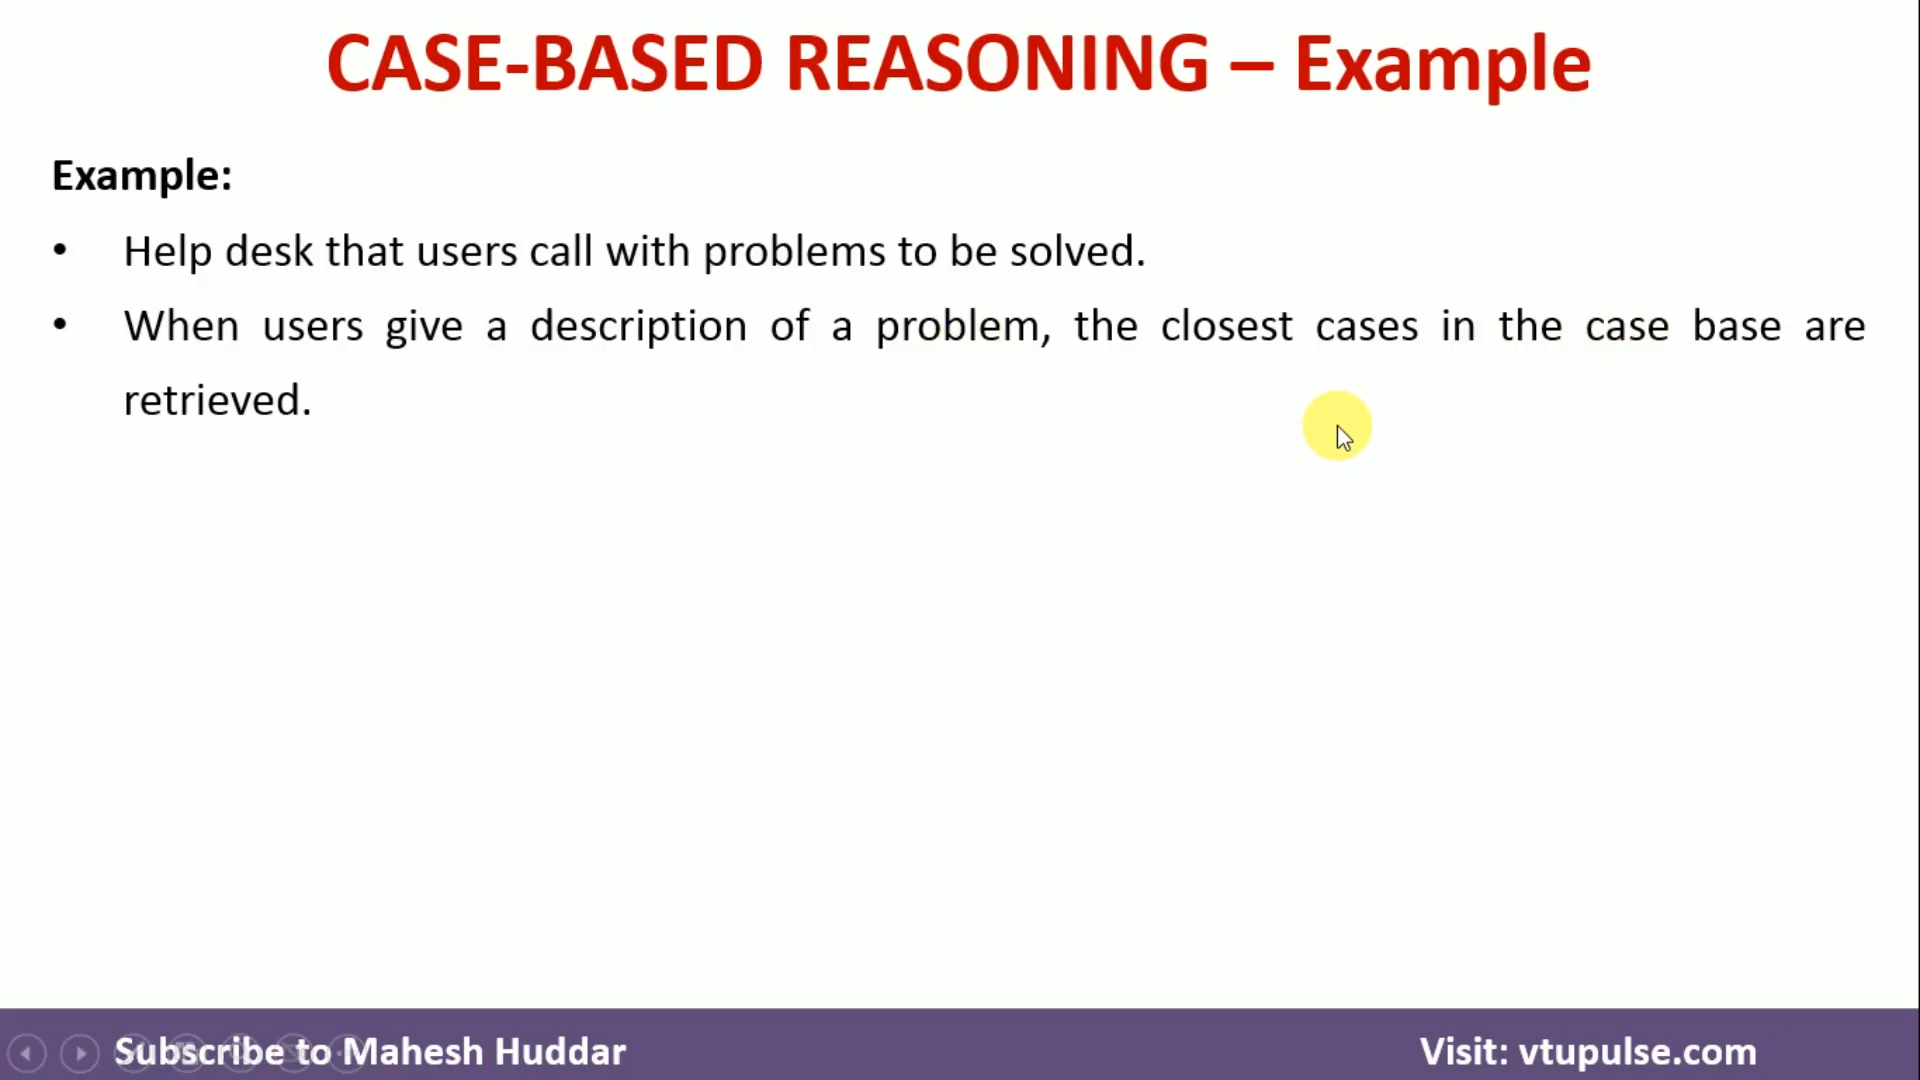 CASE-BASED REASONING – Example
Example:
• Help desk that users call with problems to be solved.
• When users give a description of a problem, the closest cases in the case base are
retrieved.
Subscribe to Mahesh Huddar
Visit: vtupulse.com